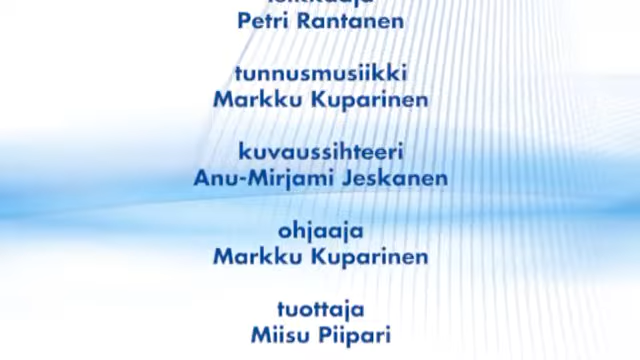 Petri Rantanen
tunnusmusiikki
Markku Kuparinen
kuvaussihteeri
Anu-Mirjami Jeskanen
ohjaaja
Markku Kuparinen
tuottaja
Miisu Piipari